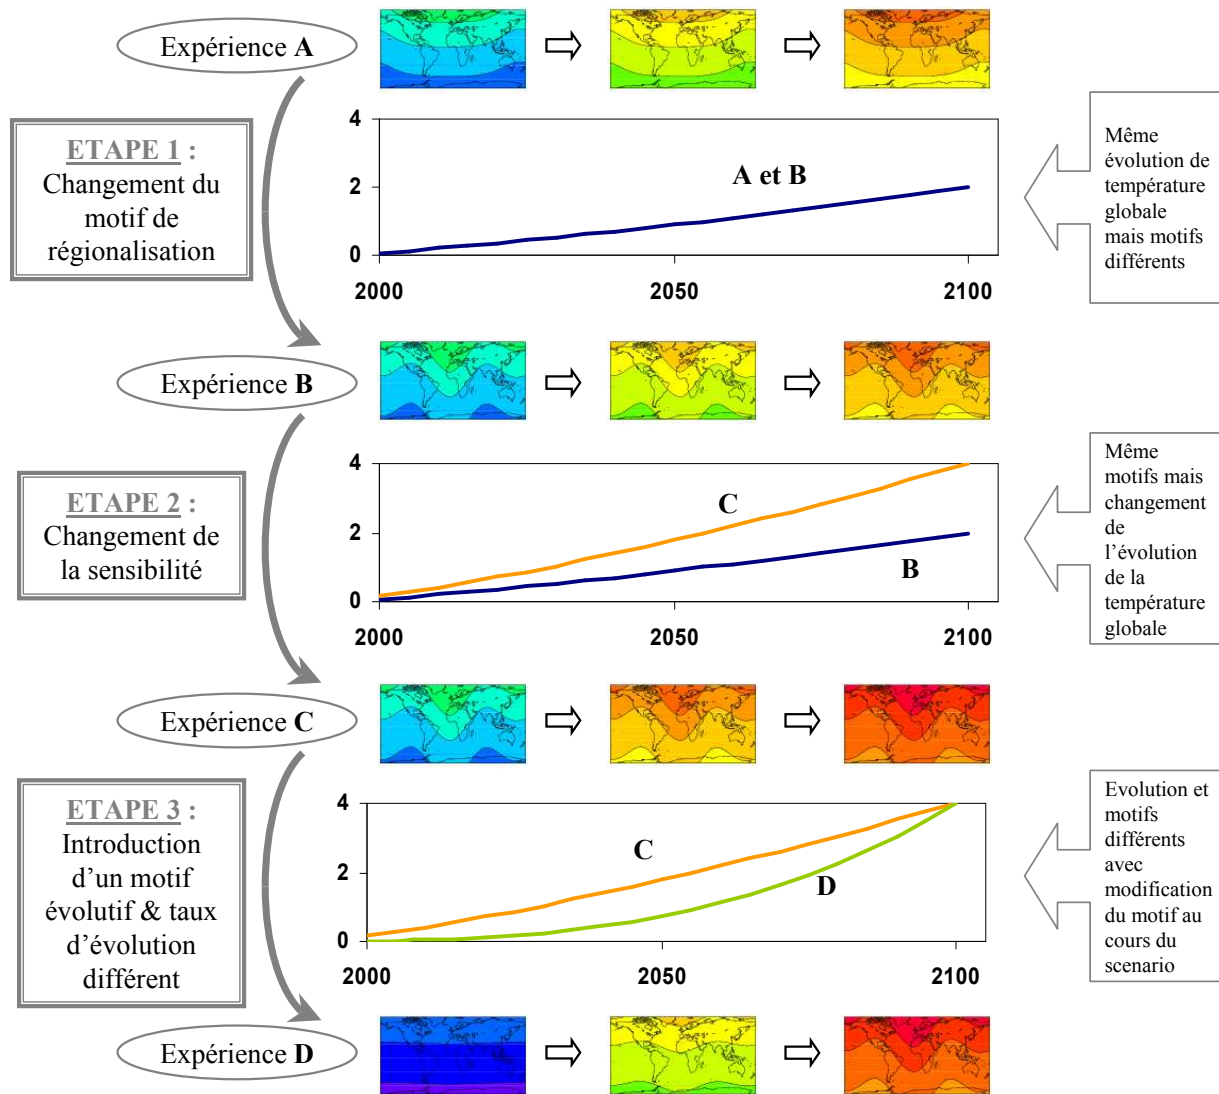 Expérience A
ETAPE 1 :
Changement du
motif de
régionalisation
4
2
0
A et B
2000
2050
2100
Même
évolution de
température
globale
mais motifs
différents
Expérience B
ETAPE 2 :
Changement de
la sensibilité
4
2
0
C
B
2000
2050
2100
Même
motifs mais
changement
de
l’évolution
de la
température
globale
Expérience C
ETAPE 3 :
Introduction
d’un motif
évolutif & taux
d’évolution
différent
4
2
0
C
D
2000
2050
2100
Evolution et
motifs
différents
avec
modification
du motif au
cours du
scenario
Expérience D